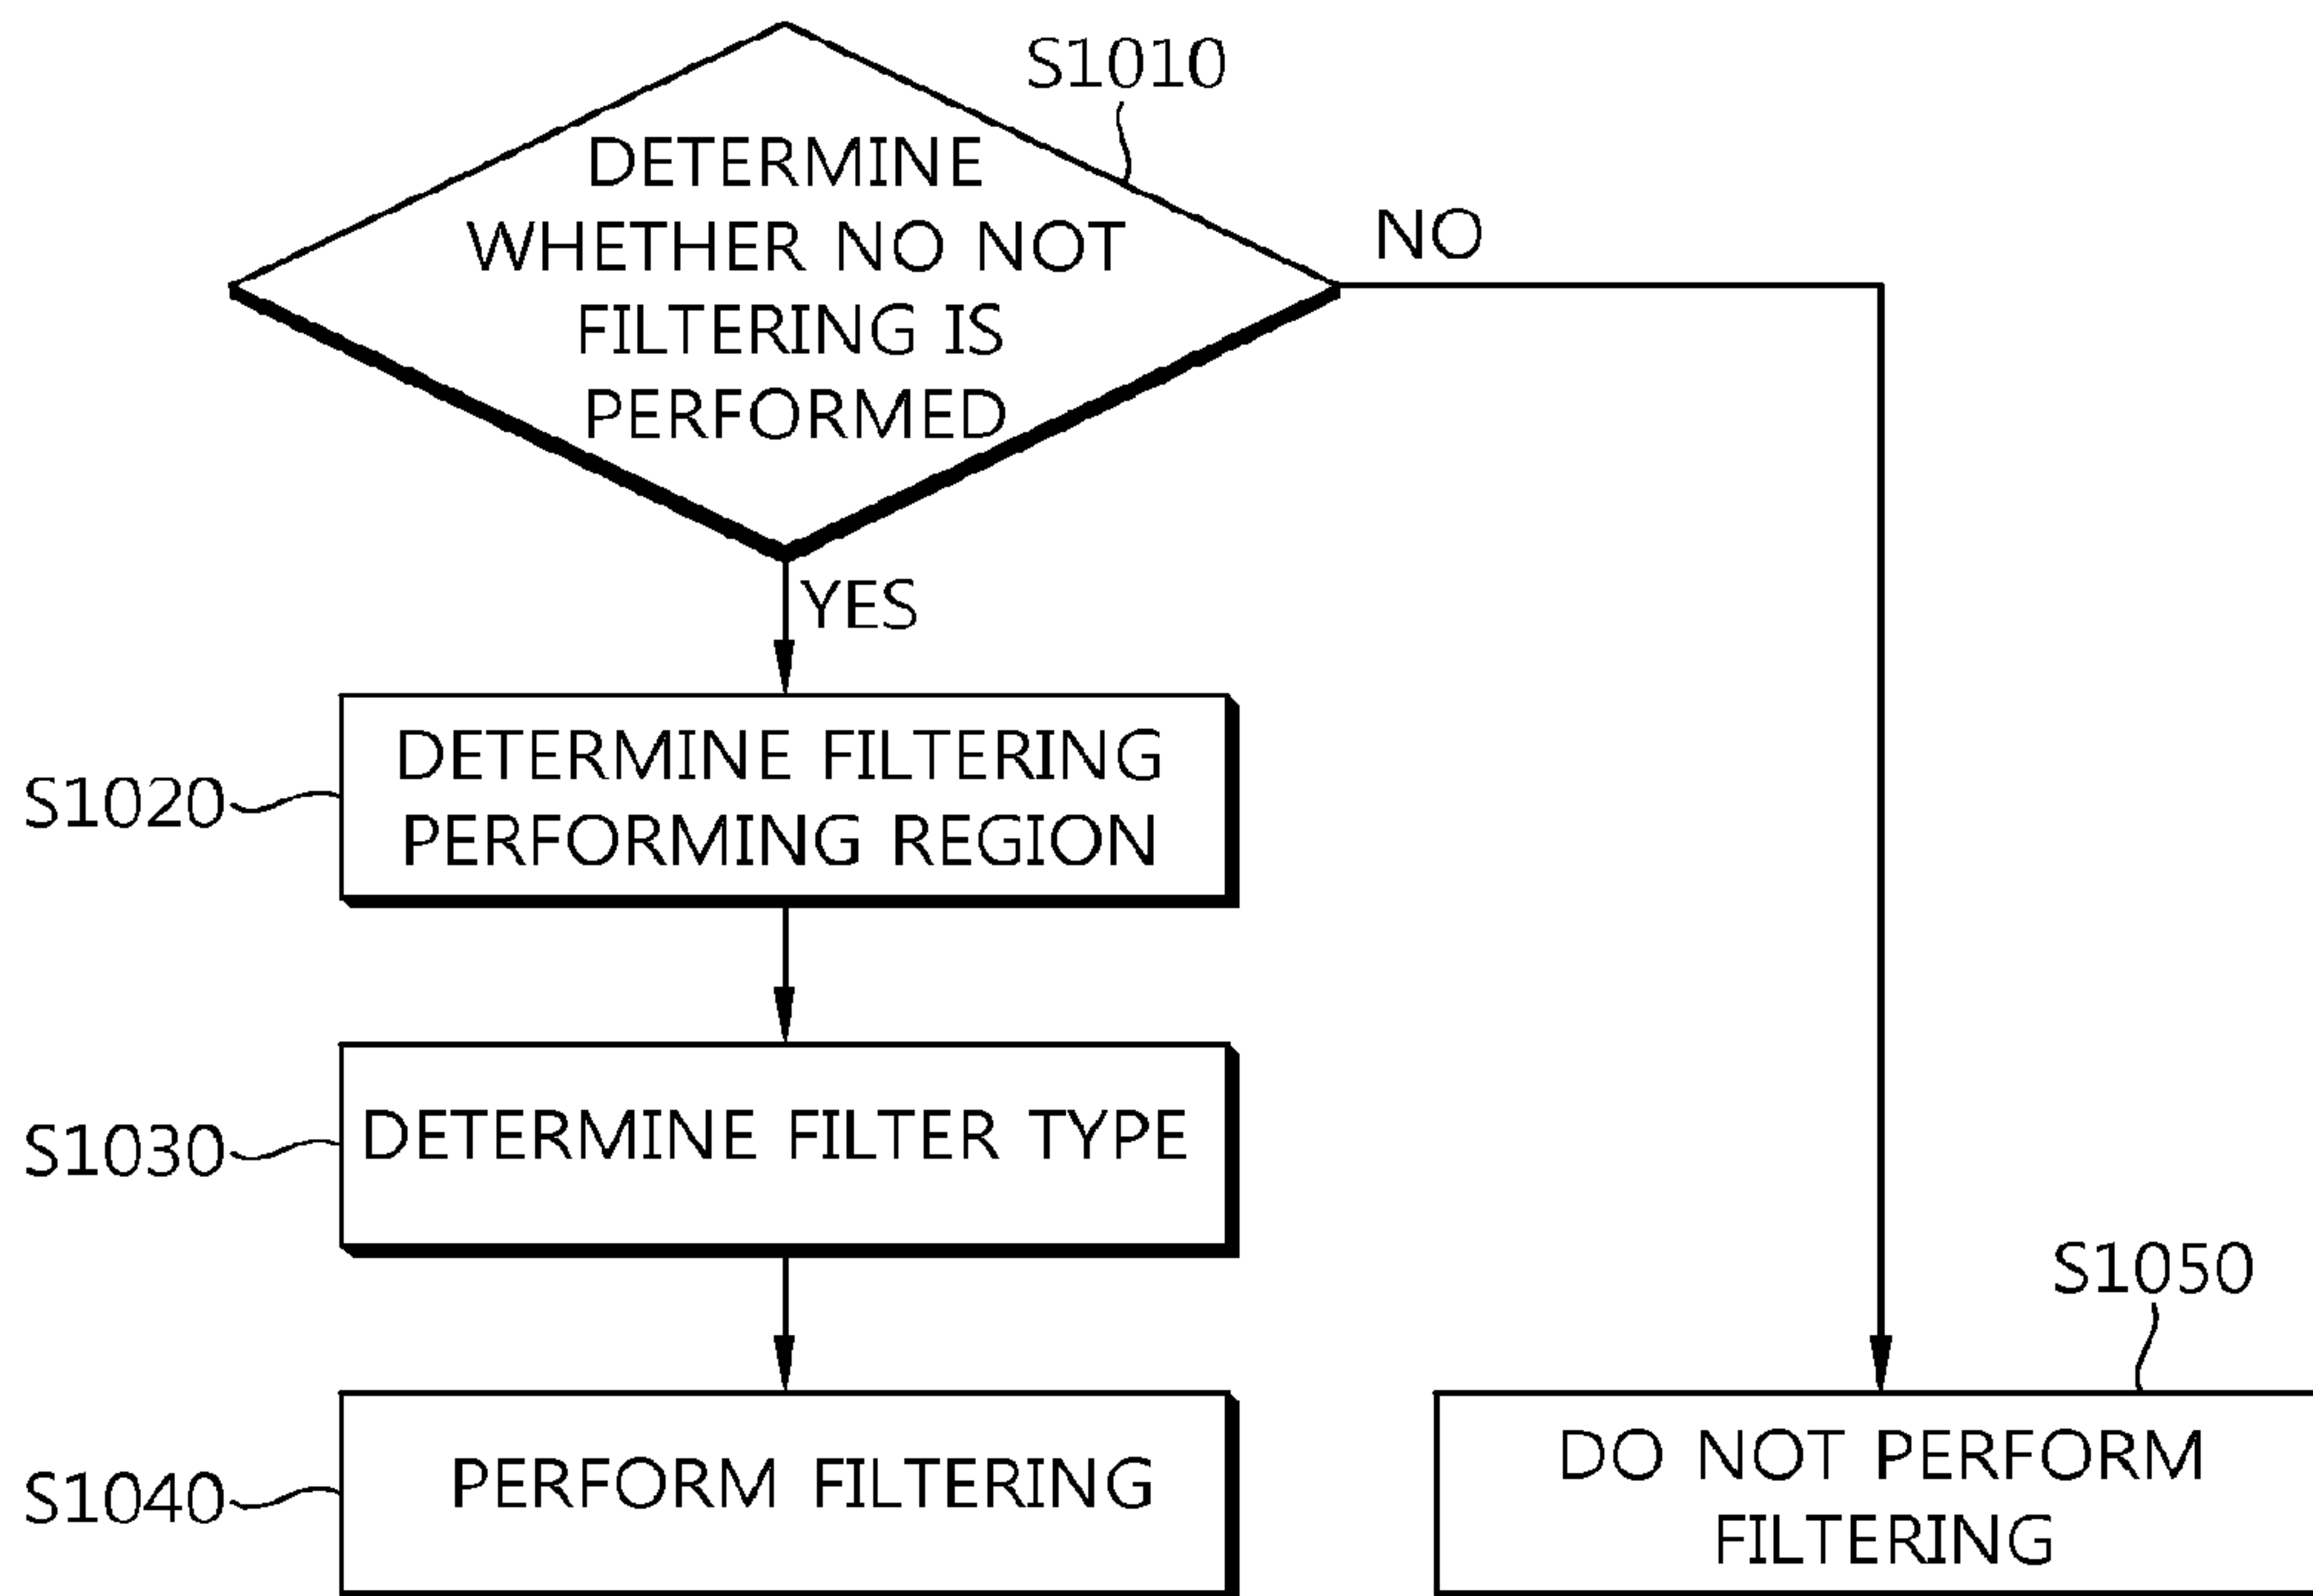 S1010
DETERMINE
WHETHER NO NOT
FILTERING IS
PERFORMED
NO
YES
S1020
DETERMINE FILTERING
PERFORMING REGION
S1030
DETERMINE FILTER TYPE
S1040
PERFORM FILTERING
S1050
DO NOT PERFORM
FILTERING